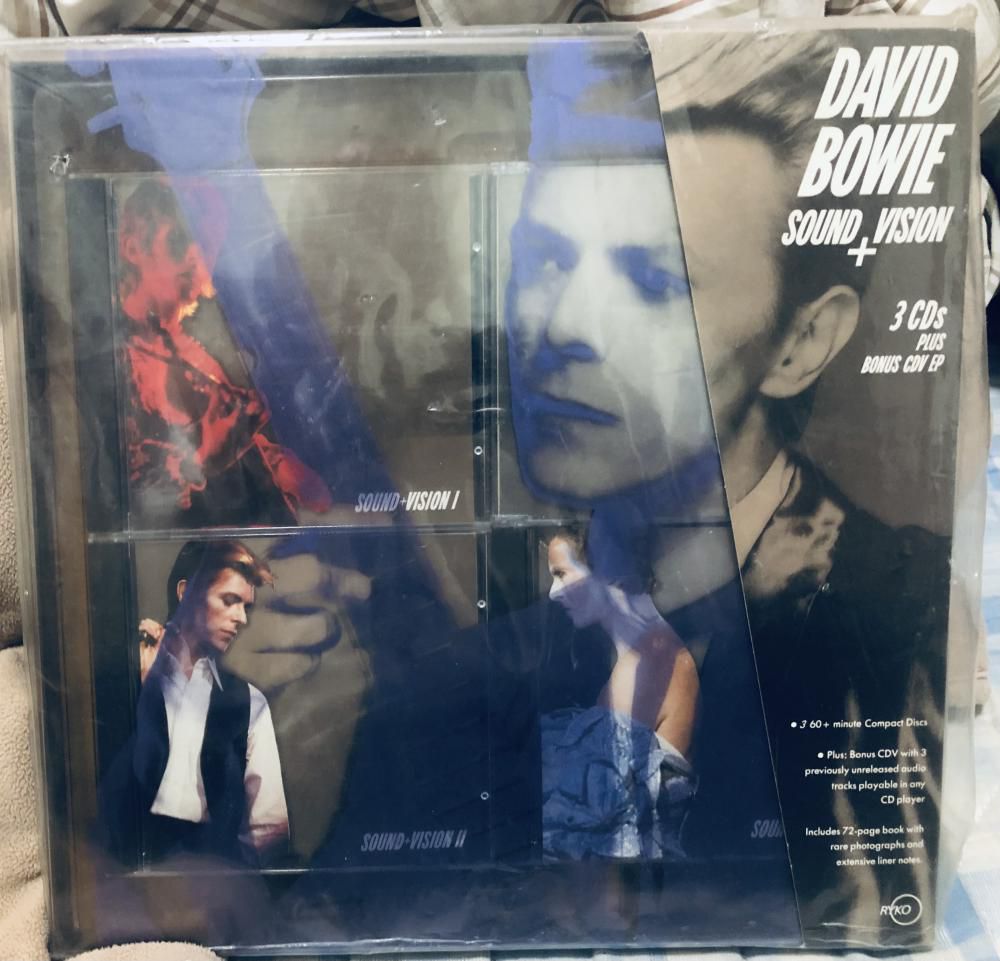 DAVID
BOWIE
SOUND+VISION
3 CDs
PLUS
BONUS CDV EP
SOUND+VISION I
SOUND+VISION II
SOU
• 3 60+ minute Compact Discs
• Plus: Bonus CDV with 3
previously unreleased audio
tracks playable in any
CD player
Includes 72-page book with
rare photographs and
extensive liner notes.
RYKO